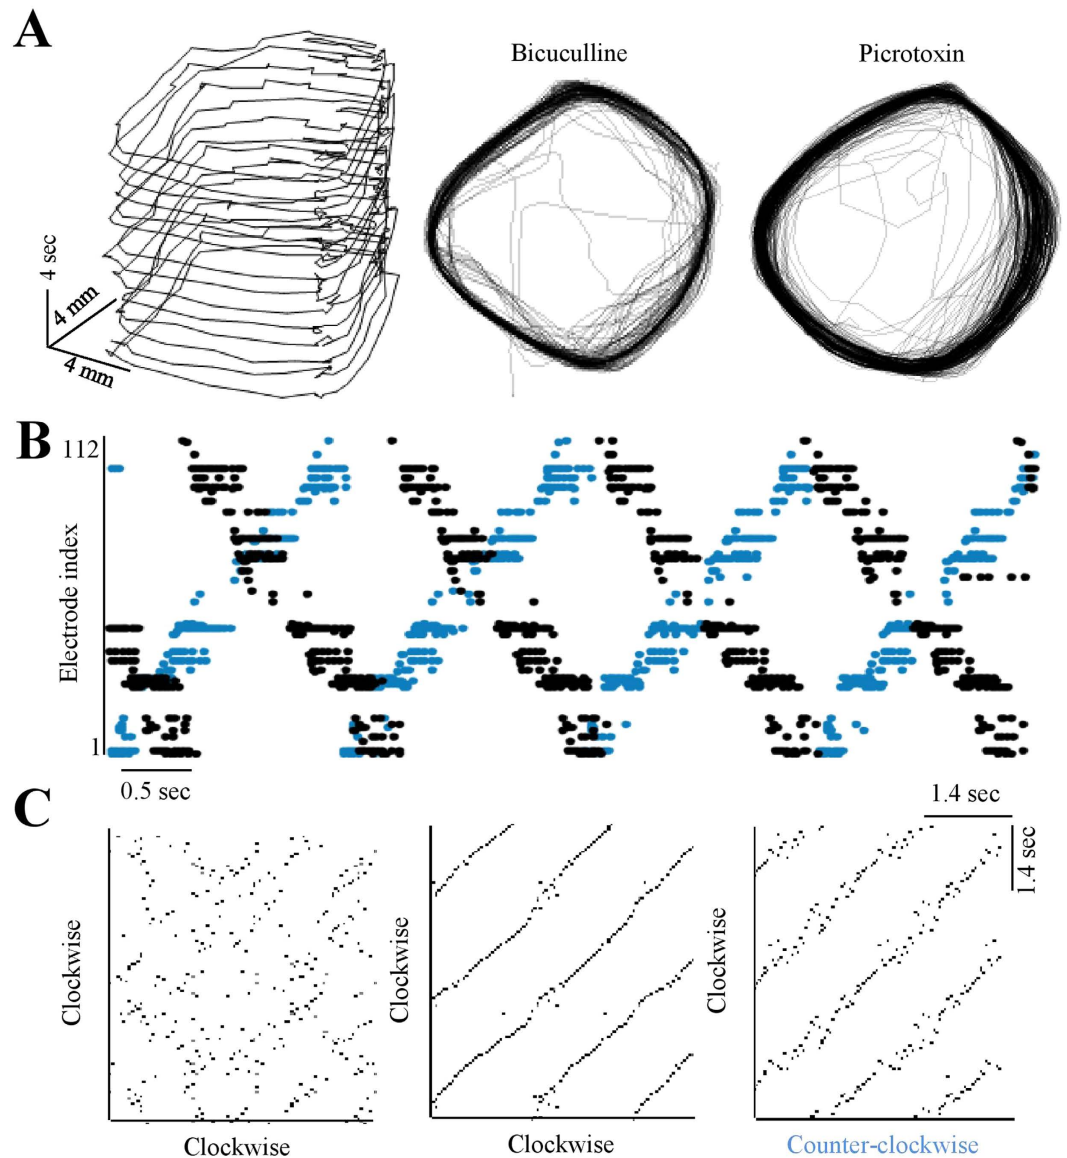 A
Bicuculline
Picrotoxin
4 sec
4 mm
4 mm
B
112
Electrode index
1
0.5 sec
1.4 sec
C
1.4 sec
Clockwise
Clockwise
Clockwise
Clockwise
Clockwise
Counter-clockwise